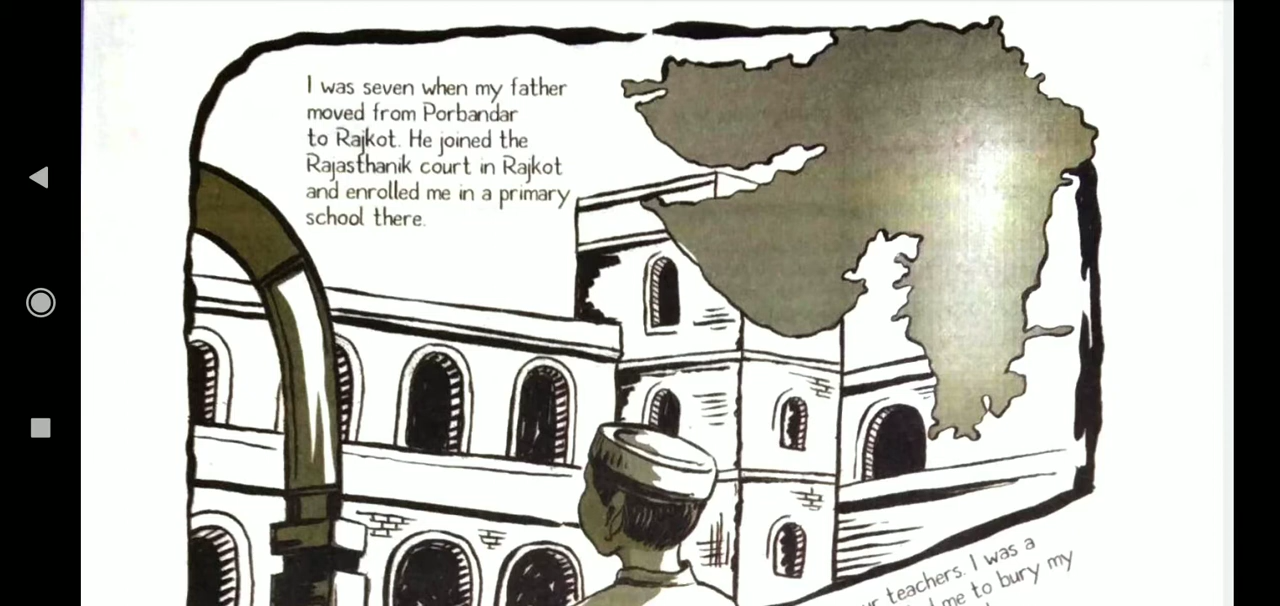 I was seven when my father
moved from Porbandar
to Rajkot. He joined the
Rajasthanik court in Rajkot
and enrolled me in a primary
school there.
teachers. I was a
me to bury my